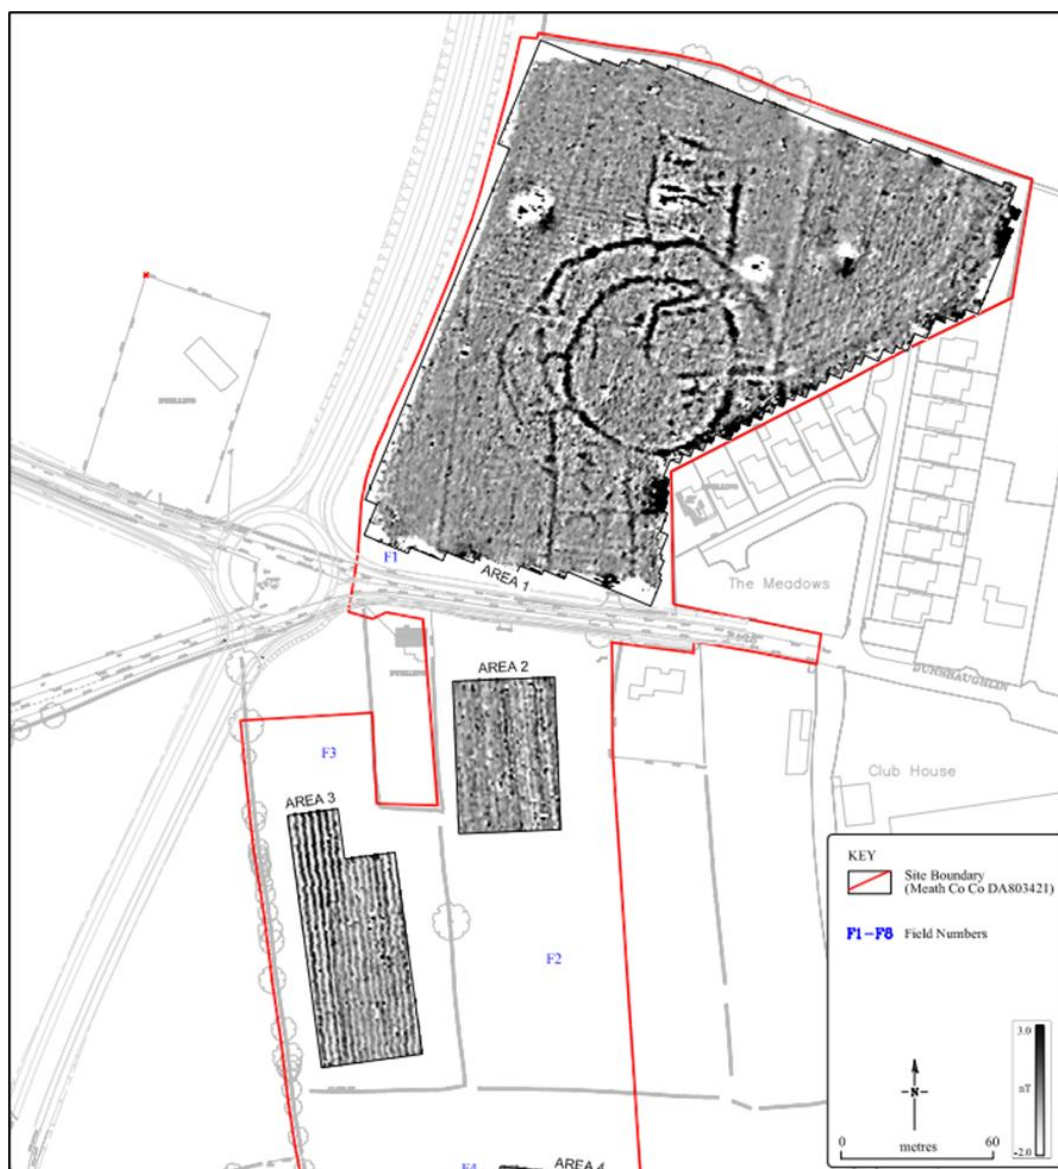 F1
AREA 1
The Meadows
AREA 2
DUNSHAUGHLIN
F3
AREA 3
Club House
F2
KEY
Site Boundary
(Meath Co Co DA803421)
F1-F8 Field Numbers
3.0
nT
-2.0
N
0 metres 60
F4
AREA 4